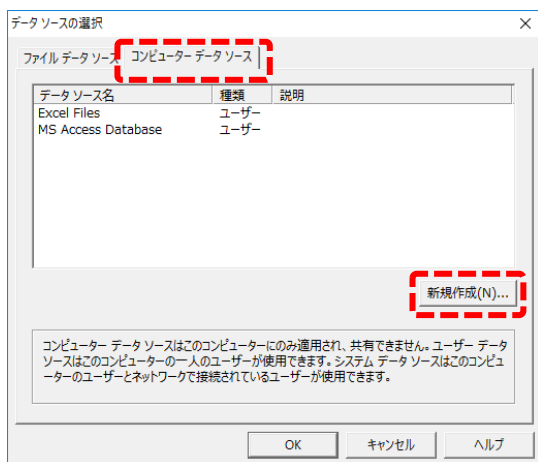 データ ソースの選択
ファイル データ ソース コンピューター データ ソース
データ ソース名 種類 説明
Excel Files ユーザー
MS Access Database ユーザー
新規作成(N)...
コンピューター データ ソースはこのコンピューターにのみ適用され、共有できません。ユーザー データ
ソースはこのコンピューターの一人のユーザーが使用できます。システム データ ソースはこのコンピュ
ーターのユーザーとネットワークで接続されているユーザーが使用できます。
OK キャンセル ヘルプ